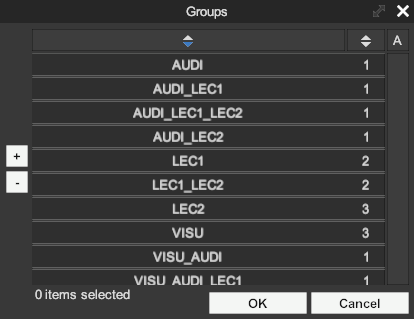 Groups
A
AUDI 1
AUDI_LEC1 1
AUDI_LEC1_LEC2 1
AUDI_LEC2 1
LEC1 2
LEC1_LEC2 2
LEC2 3
VISU 3
VISU_AUDI 1
VISU_AUDI_LEC1 1
+
-
0 items selected
OK
Cancel